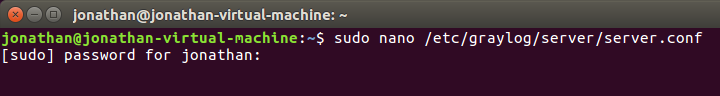 jonathan@jonathan-virtual-machine: ~
jonathan@jonathan-virtual-machine:~$ sudo nano /etc/graylog/server/server.conf
[sudo] password for jonathan: